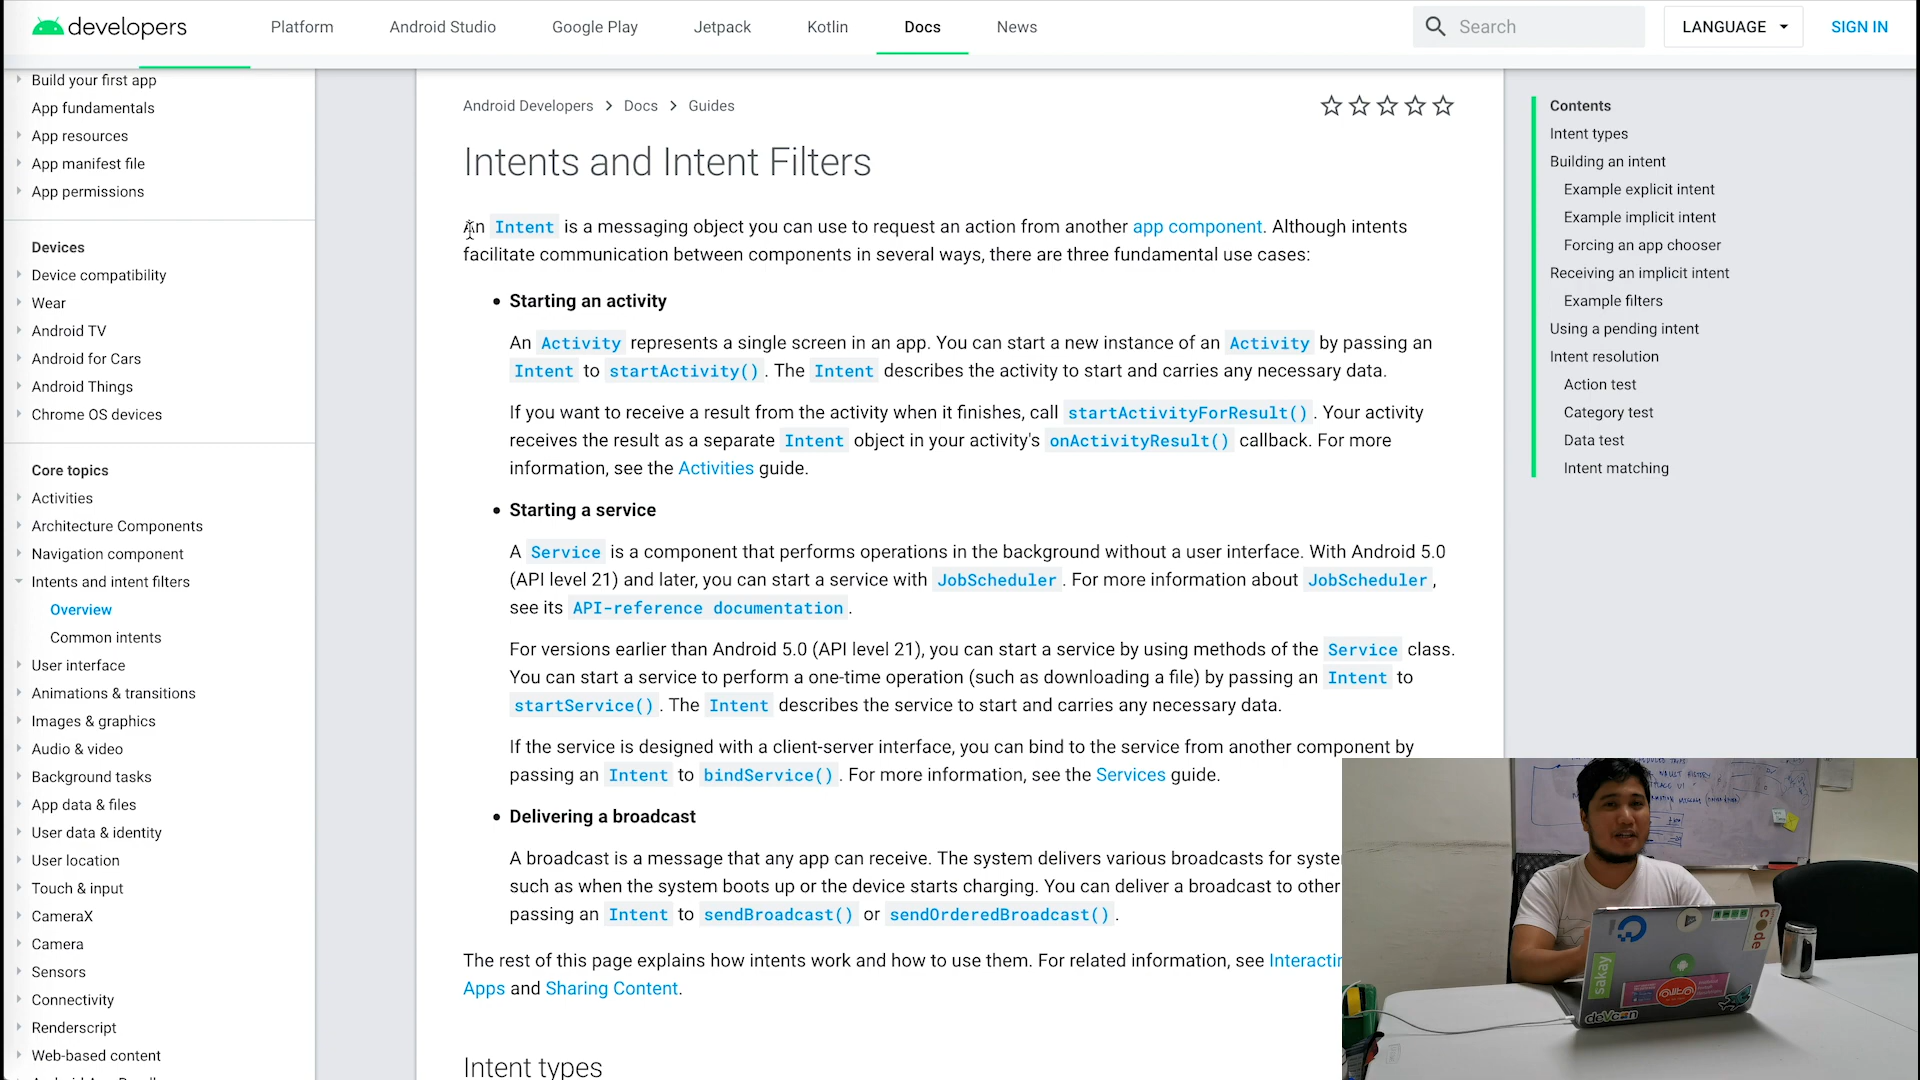 developers
Platform
Android Studio
Google Play
Jetpack
Kotlin
Docs
News
Search
LANGUAGE
SIGN IN
Build your first app
App fundamentals
App resources
App manifest file
App permissions
Devices
Device compatibility
Wear
Android TV
Android for Cars
Android Things
Chrome OS devices
Core topics
Activities
Architecture Components
Navigation component
Intents and intent filters
Overview
Common intents
User interface
Animations & transitions
Images & graphics
Audio & video
Background tasks
App data & files
User data & identity
User location
Touch & input
CameraX
Camera
Sensors
Connectivity
Renderscript
Web-based content
Android Developers > Docs > Guides
Intents and Intent Filters
An Intent is a messaging object you can use to request an action from another app component. Although intents
facilitate communication between components in several ways, there are three fundamental use cases:
• Starting an activity
An Activity represents a single screen in an app. You can start a new instance of an Activity by passing an
Intent to startActivity(). The Intent describes the activity to start and carries any necessary data.
If you want to receive a result from the activity when it finishes, call startActivityForResult(). Your activity
receives the result as a separate Intent object in your activity's onActivityResult() callback. For more
information, see the Activities guide.
• Starting a service
A Service is a component that performs operations in the background without a user interface. With Android 5.0
(API level 21) and later, you can start a service with JobScheduler. For more information about JobScheduler,
see its API-reference documentation.
For versions earlier than Android 5.0 (API level 21), you can start a service by using methods of the Service class.
You can start a service to perform a one-time operation (such as downloading a file) by passing an Intent to
startService(). The Intent describes the service to start and carries any necessary data.
If the service is designed with a client-server interface, you can bind to the service from another component by
passing an Intent to bindService(). For more information, see the Services guide.
• Delivering a broadcast
A broadcast is a message that any app can receive. The system delivers various broadcasts for syste
such as when the system boots up or the device starts charging. You can deliver a broadcast to other
passing an Intent to sendBroadcast() or sendOrderedBroadcast().
The rest of this page explains how intents work and how to use them. For related information, see Interactin
Apps and Sharing Content.
Intent types
Contents
Intent types
Building an intent
Example explicit intent
Example implicit intent
Forcing an app chooser
Receiving an implicit intent
Example filters
Using a pending intent
Intent resolution
Action test
Category test
Data test
Intent matching
sakay
devcon
code